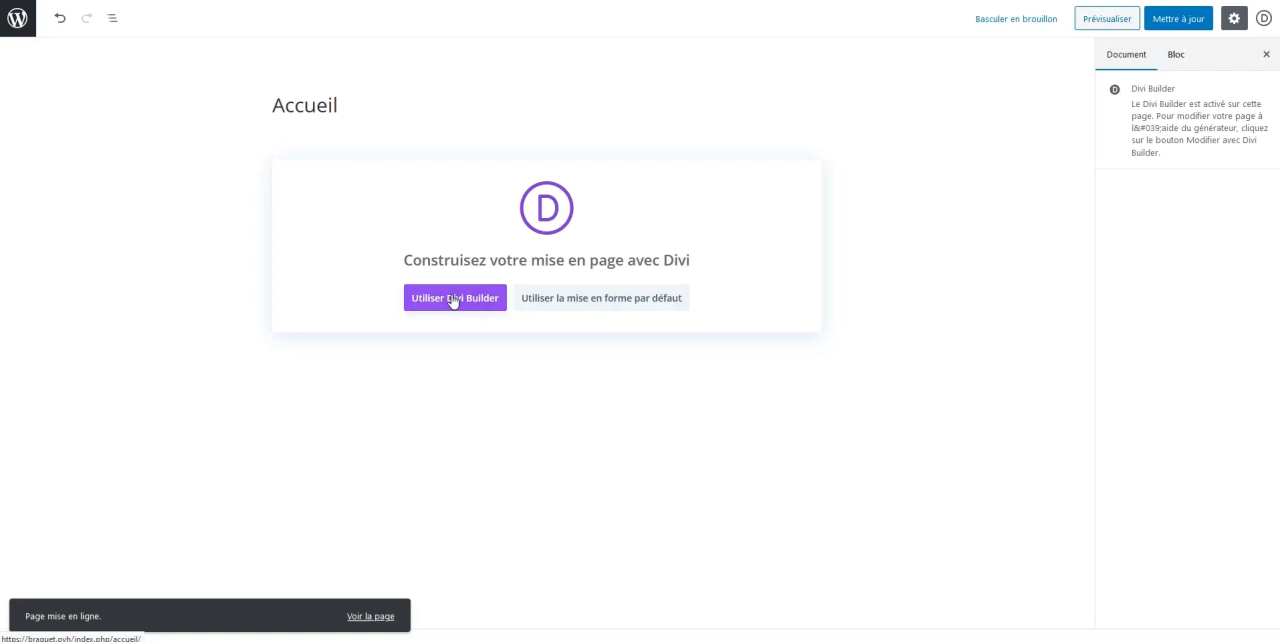 Basculer en brouillon
Prévisualiser
Mettre à jour
Document
Bloc
Divi Builder
Le Divi Builder est activé sur cette
page. Pour modifier votre page à
l&#039;aide du générateur, cliquez
sur le bouton Modifier avec Divi
Builder.
Accueil
D
Construisez votre mise en page avec Divi
Utiliser Divi Builder
Utiliser la mise en forme par défaut
Page mise en ligne.
Voir la page
https://braquet.ovh/index.php/accueil/